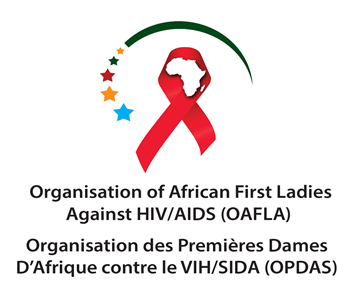 Organisation of African First Ladies
Against HIV/AIDS (OAFLA)
Organisation des Premières Dames
D'Afrique contre le VIH/SIDA (OPDAS)